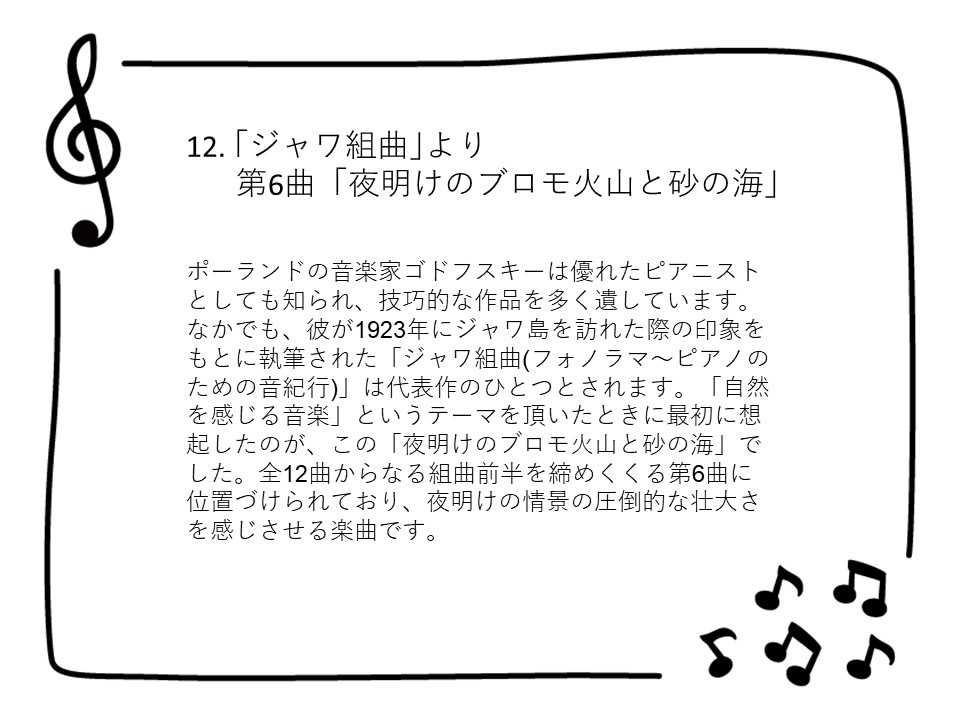 12.｢ジャワ組曲｣より
第6曲「夜明けのブロモ火山と砂の海」
ポーランドの音楽家ゴドフスキーは優れたピアニスト
としても知られ、技巧的な作品を多く遺しています。
なかでも、彼が1923年にジャワ島を訪れた際の印象を
もとに執筆された「ジャワ組曲(フォノラマ～ピアノの
ための音紀行)」は代表作のひとつとされます。「自然
を感じる音楽」というテーマを頂いたときに最初に想
起したのが、この「夜明けのブロモ火山と砂の海」で
した。全12曲からなる組曲前半を締めくくる第6曲に
位置づけられており、夜明けの情景の圧倒的な壮大さ
を感じさせる楽曲です。